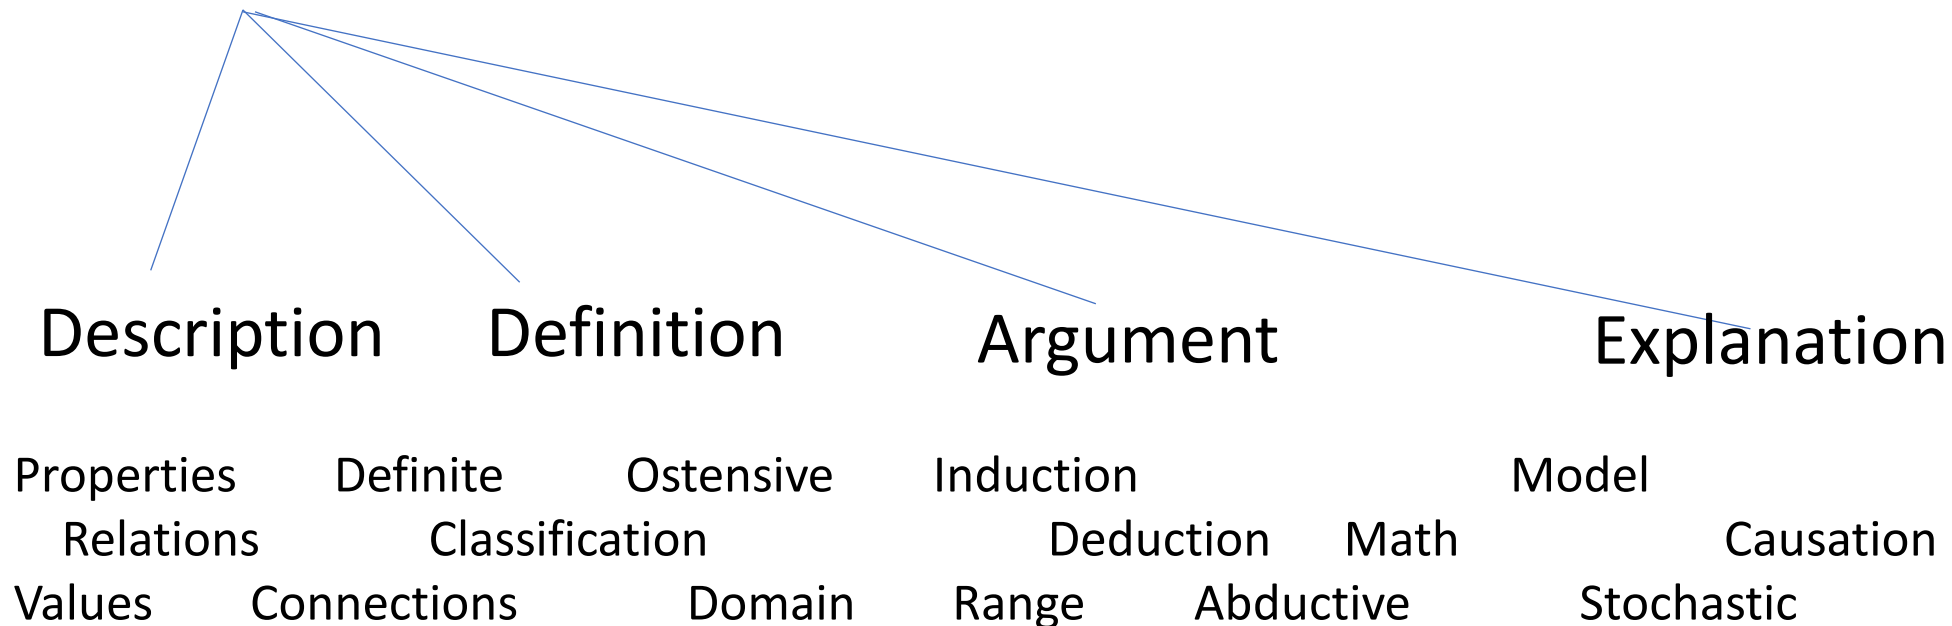 Description Definition Argument Explanation
Properties Definite Ostensive Induction Model
Relations Classification Deduction Math Causation
Values Connections Domain Range Abductive Stochastic